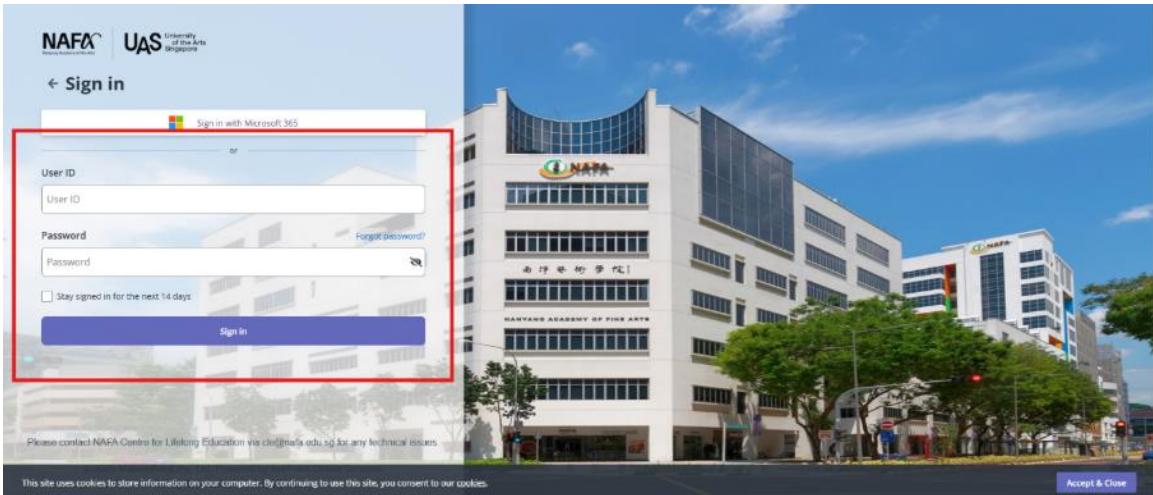 NAFA
UAS University of the Arts Singapore
← Sign in
Sign in with Microsoft 365
or
User ID
User ID
Password
Forgot password?
Password
Stay signed in for the next 14 days
Sign in
Please contact NAFA Centre for Lifelong Education via cle@nafa.edu.sg for any technical issues
This site uses cookies to store information on your computer. By continuing to use this site, you consent to our cookies.
Accept & Close
NAFA
南洋艺術學院
NANYANG ACADEMY OF FINE ARTS
NAFA